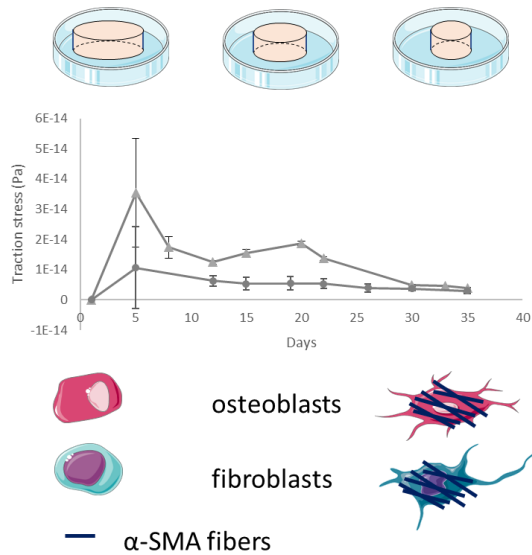 6E-14
5E-14
4E-14
3E-14
2E-14
1E-14
0
-1E-14
Traction stress (Pa)
0 5 10 15 20 25 30 35 40
Days
osteoblasts
fibroblasts
α-SMA fibers